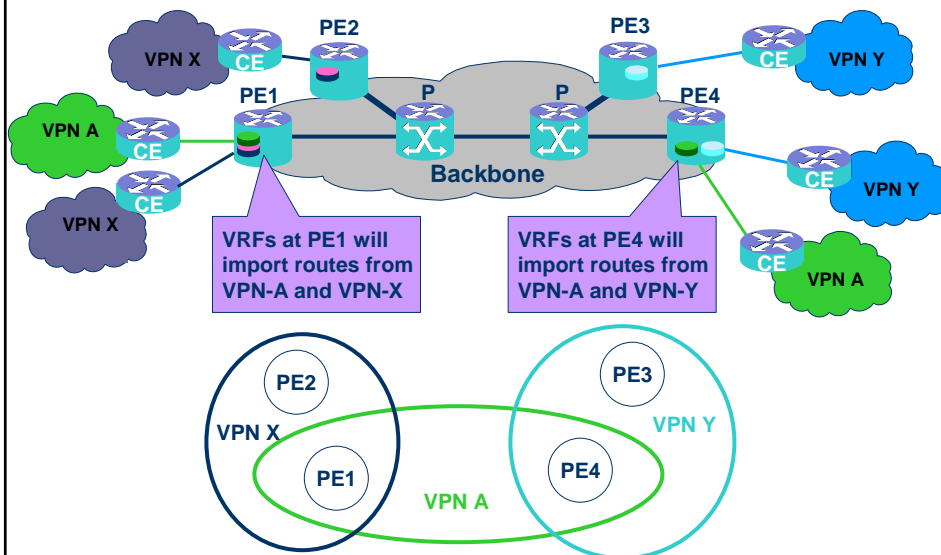 PE2
PE3
VPN X
CE
CE
VPN Y
PE1
P
P
PE4
VPN A
CE
Backbone
CE
VPN Y
VPN X
CE
CE
VPN A
VRFs at PE1 will
import routes from
VPN-A and VPN-X
VRFs at PE4 will
import routes from
VPN-A and VPN-Y
PE2
PE3
VPN X
VPN Y
PE1
PE4
VPN A